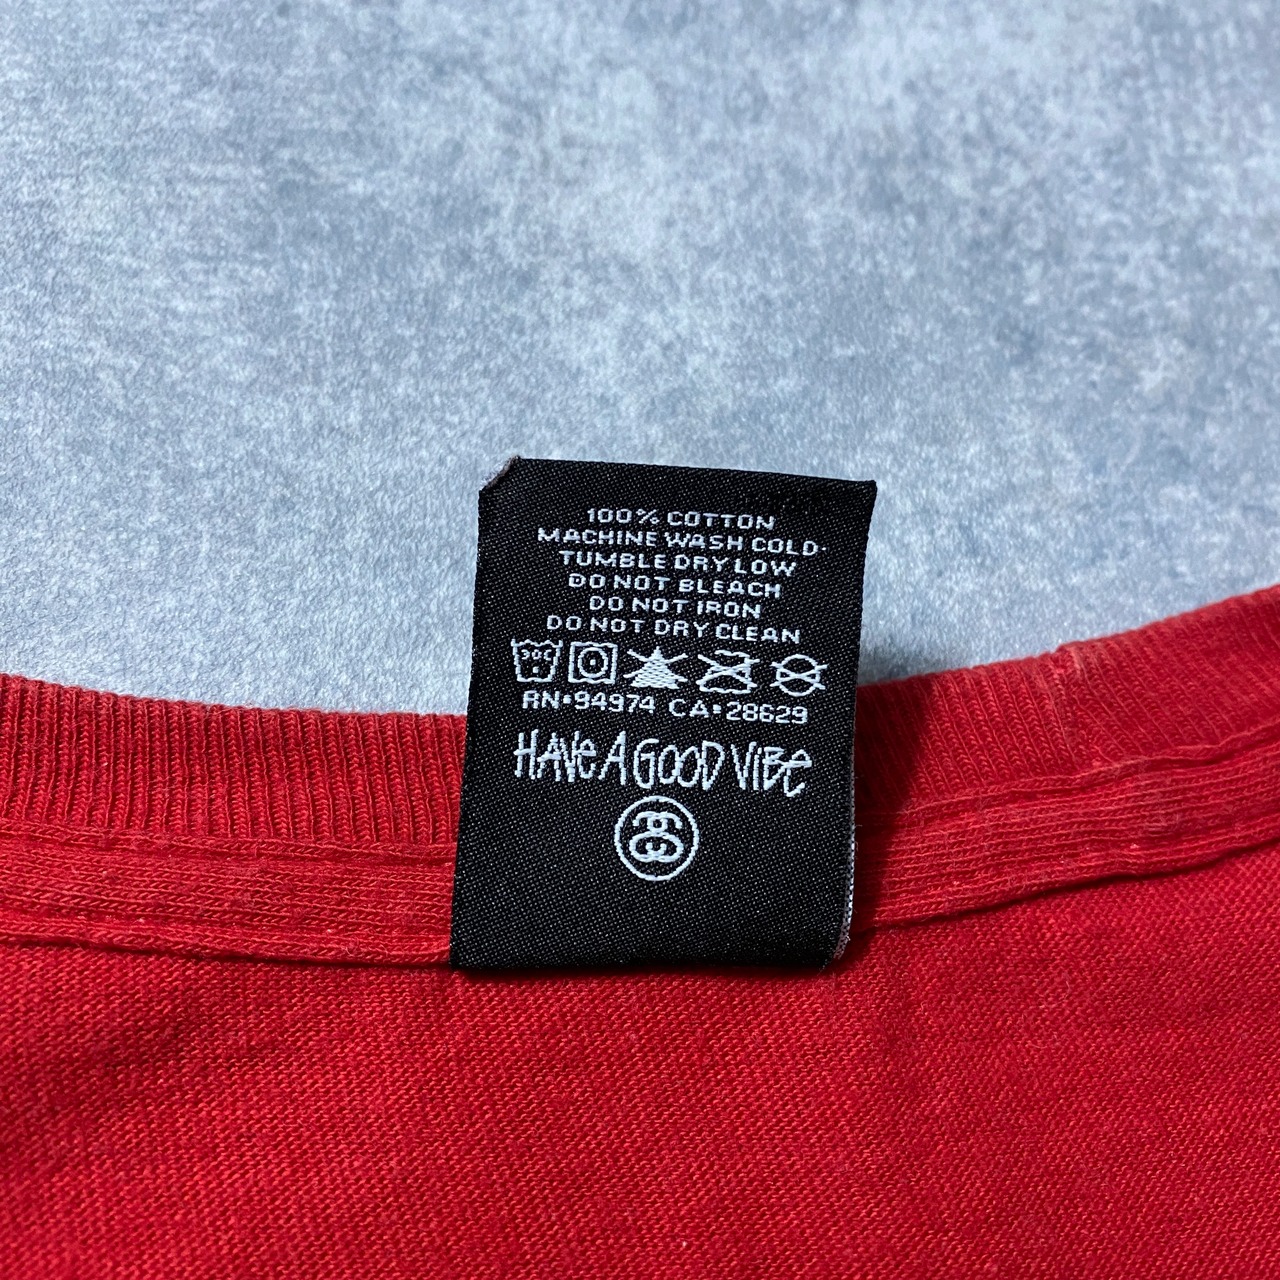 100% COTTON
MACHINE WASH COLD
TUMBLE DRY LOW
DO NOT BLEACH
DO NOT IRON
DO NOT DRY CLEAN
30C
RN•94974 CA•28629
HAVE A GOOD VIBE